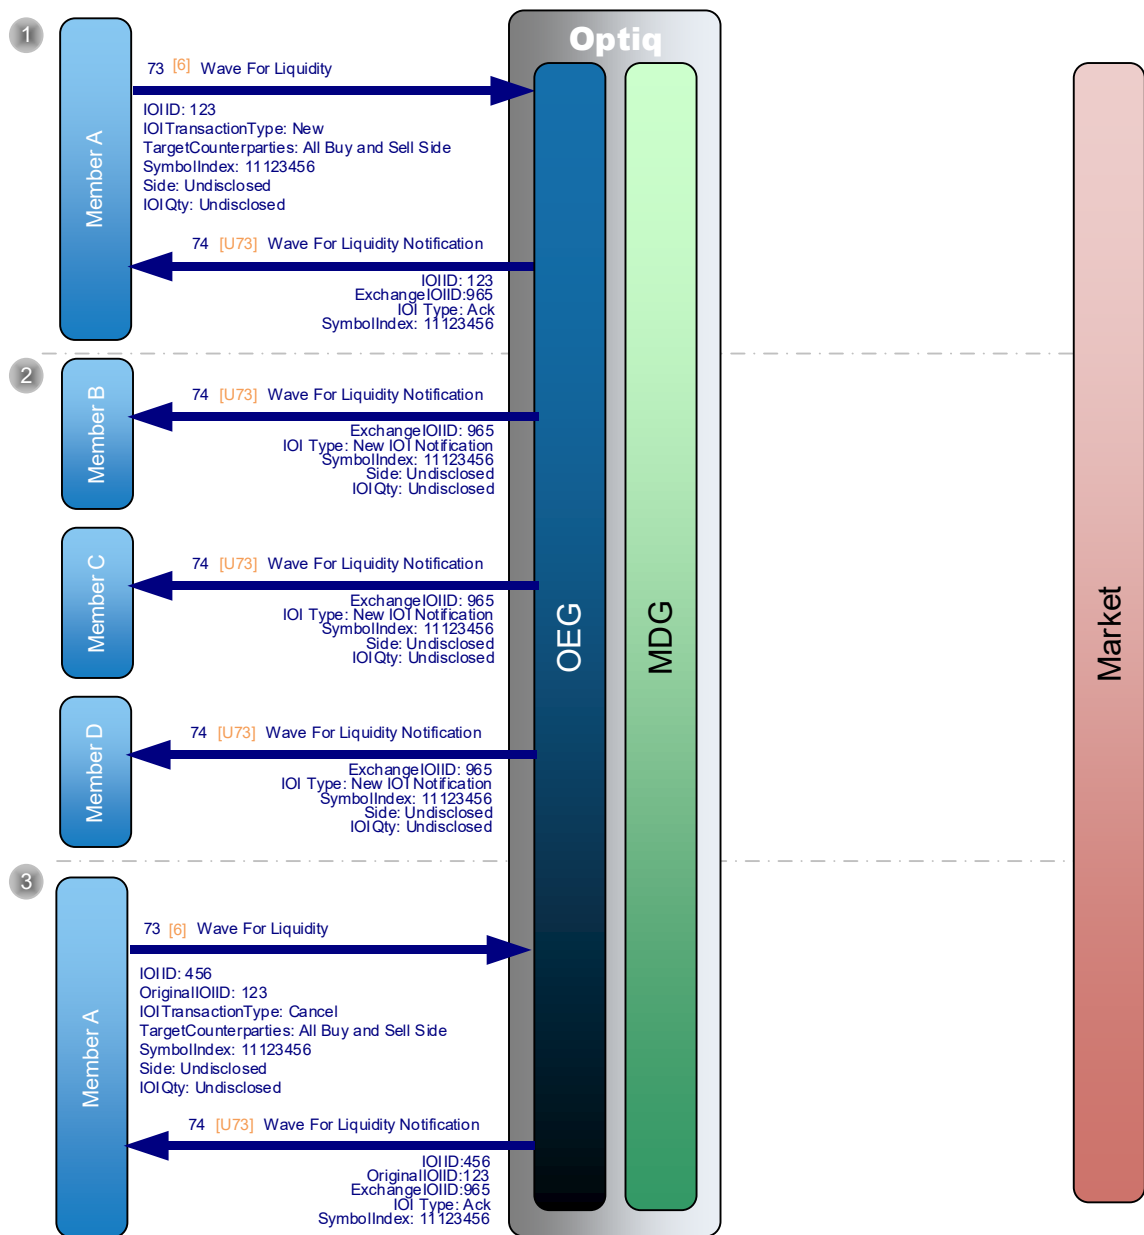 1
Optiq
Member A
73 [6] Wave For Liquidity
IOIID: 123
IOITransactionType: New
TargetCounterparties: All Buy and Sell Side
SymbolIndex: 11123456
Side: Undisclosed
IOIQty: Undisclosed
74 [U73] Wave For Liquidity Notification
IOIID: 123
ExchangeIOIID:965
IOI Type: Ack
SymbolIndex: 11123456
2
Member B
74 [U73] Wave For Liquidity Notification
ExchangeIOIID: 965
IOI Type: New IOI Notification
SymbolIndex: 11123456
Side: Undisclosed
IOIQty: Undisclosed
Member C
74 [U73] Wave For Liquidity Notification
ExchangeIOIID: 965
IOI Type: New IOI Notification
SymbolIndex: 11123456
Side: Undisclosed
IOIQty: Undisclosed
OEG
MDG
Market
Member D
74 [U73] Wave For Liquidity Notification
ExchangeIOIID: 965
IOI Type: New IOI Notification
SymbolIndex: 11123456
Side: Undisclosed
IOIQty: Undisclosed
3
Member A
73 [6] Wave For Liquidity
IOIID: 456
OriginalIOIID: 123
IOITransactionType: Cancel
TargetCounterparties: All Buy and Sell Side
SymbolIndex: 11123456
Side: Undisclosed
IOIQty: Undisclosed
74 [U73] Wave For Liquidity Notification
IOIID:456
OriginalIOIID:123
ExchangeIOIID:965
IOI Type: Ack
SymbolIndex: 11123456